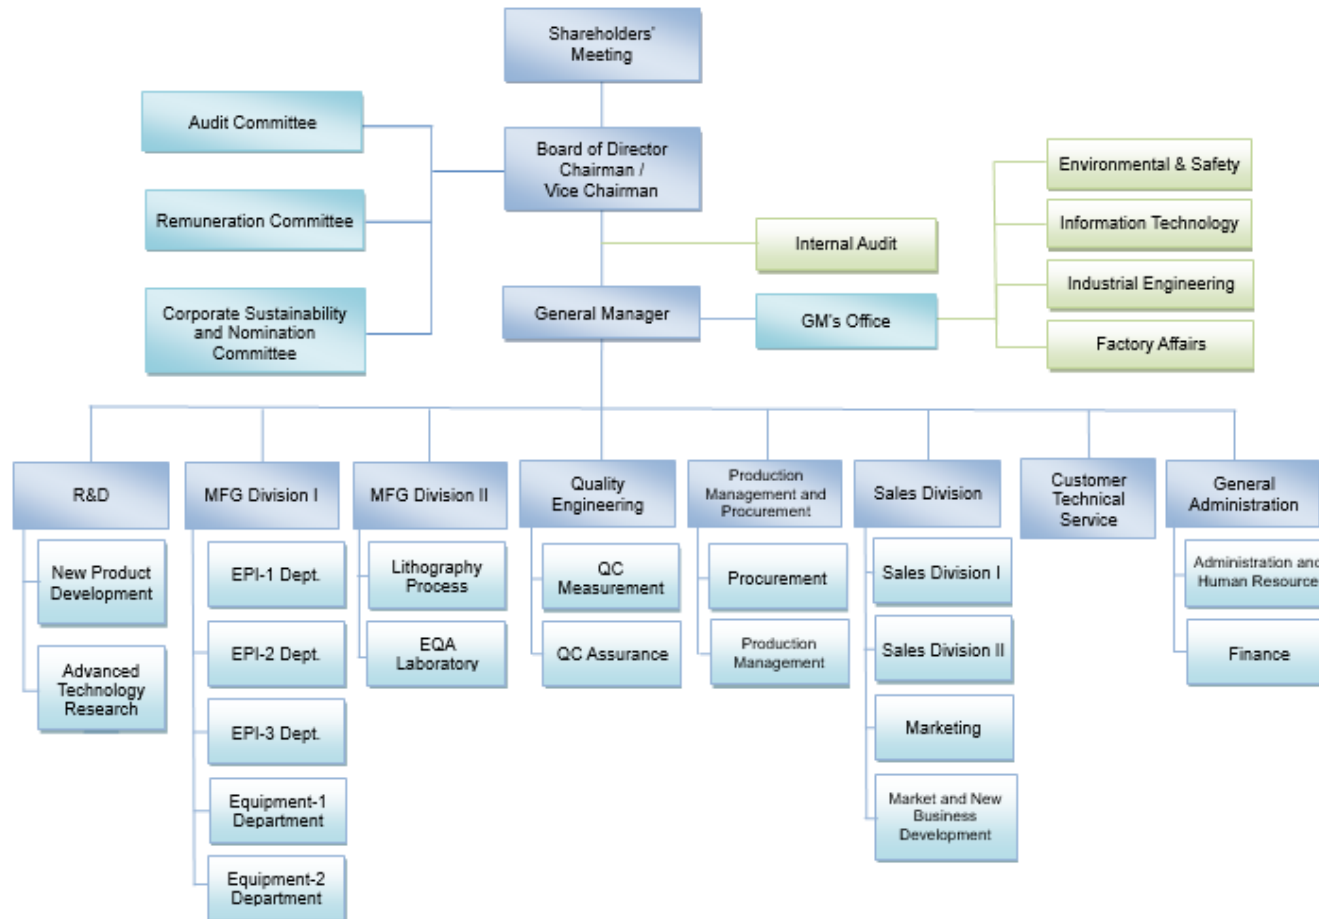 Shareholders'
Meeting
Audit Committee
Board of Director
Chairman /
Vice Chairman
Remuneration Committee
Corporate Sustainability
and Nomination
Committee
Internal Audit
General Manager
GM's Office
Environmental & Safety
Information Technology
Industrial Engineering
Factory Affairs
R&D
New Product
Development
Advanced
Technology
Research
MFG Division I
EPI-1 Dept.
EPI-2 Dept.
EPI-3 Dept.
Equipment-1
Department
Equipment-2
Department
MFG Division II
Lithography
Process
EQA
Laboratory
Quality
Engineering
QC
Measurement
QC Assurance
Production
Management and
Procurement
Procurement
Production
Management
Sales Division
Sales Division I
Sales Division II
Marketing
Market and New
Business
Development
Customer
Technical
Service
General
Administration
Administration and
Human Resource
Finance